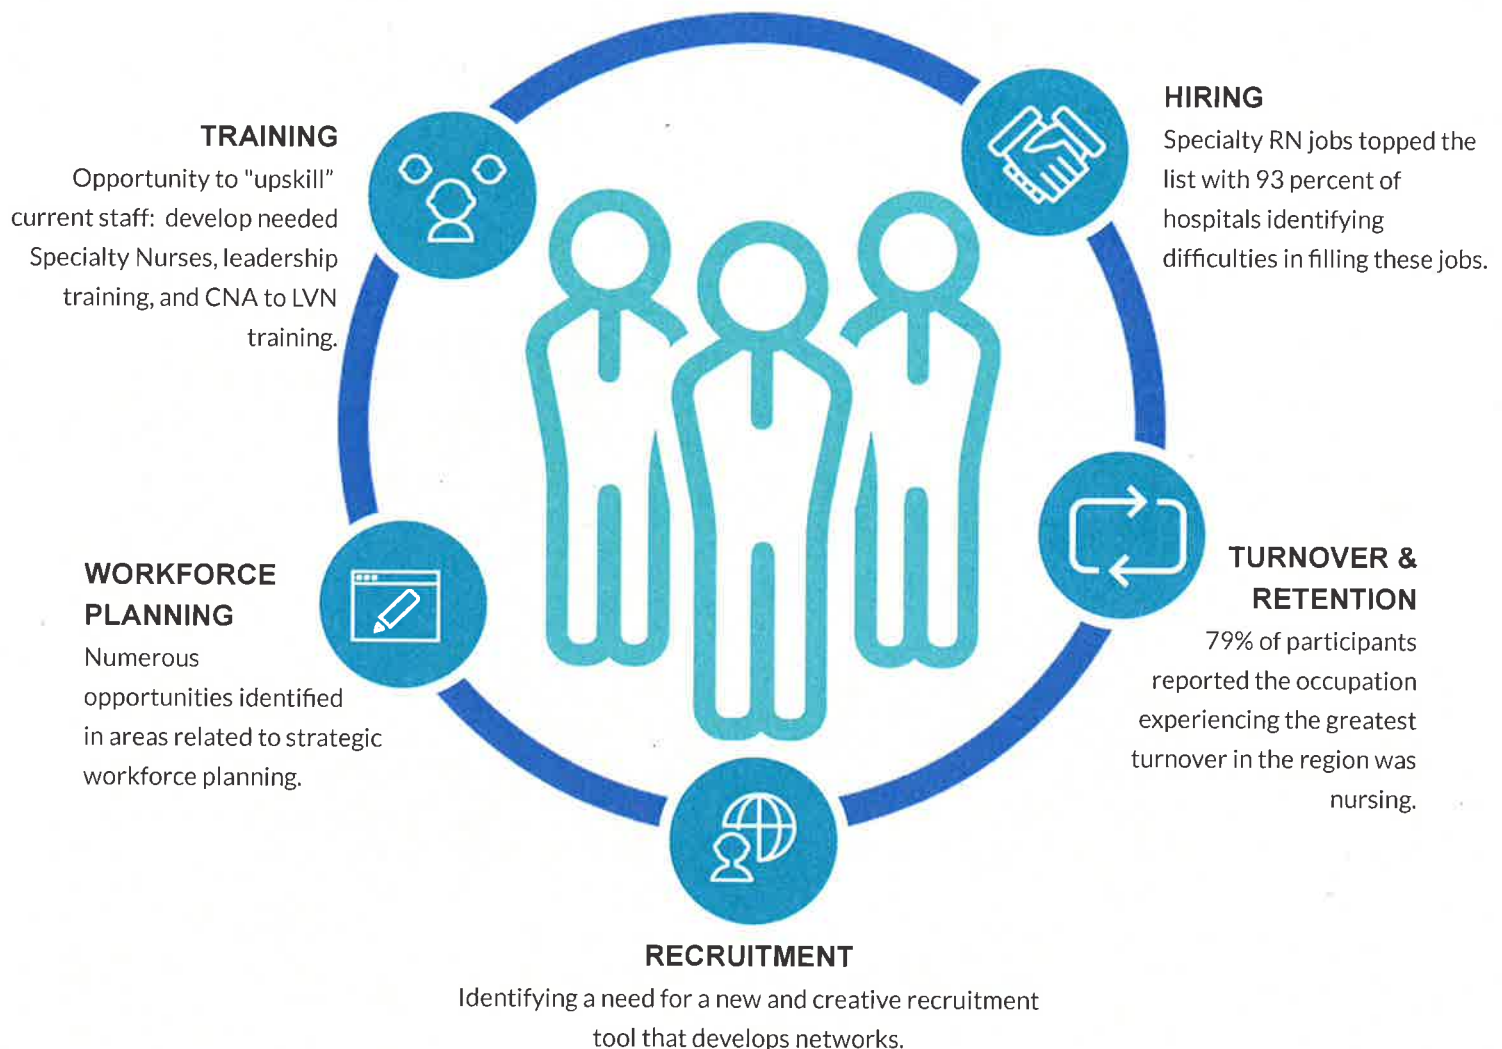 TRAINING
Opportunity to "upskill"
current staff: develop needed
Specialty Nurses, leadership
training, and CNA to LVN
training.
HIRING
Specialty RN jobs topped the
list with 93 percent of
hospitals identifying
difficulties in filling these jobs.
WORKFORCE
PLANNING
Numerous
opportunities identified
in areas related to strategic
workforce planning.
TURNOVER &
RETENTION
79% of participants
reported the occupation
experiencing the greatest
turnover in the region was
nursing.
RECRUITMENT
Identifying a need for a new and creative recruitment
tool that develops networks.